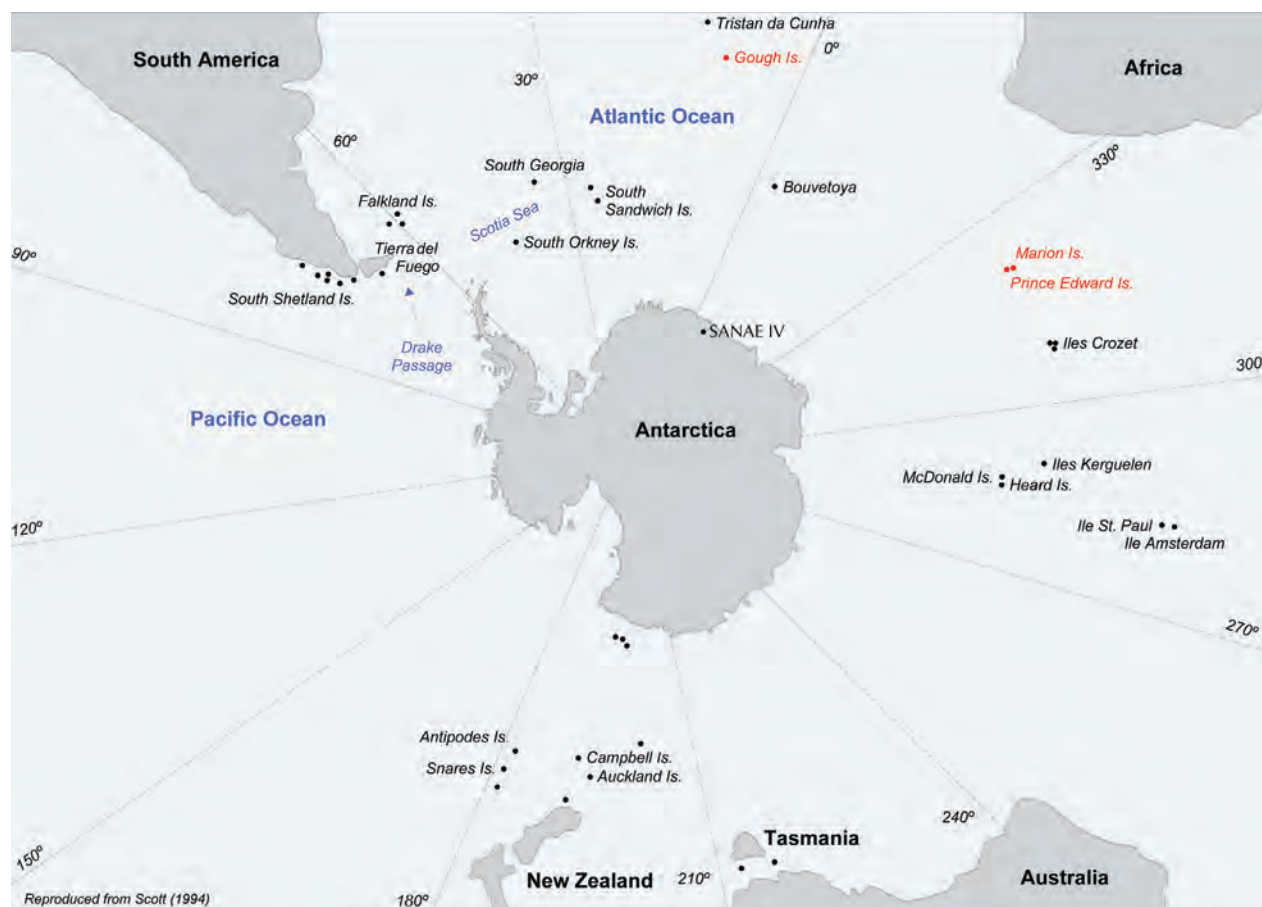 Tristan da Cunha
South America
Gough Is.
0º
Africa
30º
Atlantic Ocean
60º
330º
South Georgia
South
Sandwich Is.
Bouvetoya
Falkland Is.
Scotia Sea
South Orkney Is.
Tierra del
Fuego
90º
Marion Is.
Prince Edward Is.
South Shetland Is.
SANAE IV
Iles Crozet
Drake
Passage
300º
Pacific Ocean
Antarctica
Iles Kerguelen
McDonald Is.
Heard Is.
120º
Ile St. Paul
Ile Amsterdam
270º
Antipodes Is.
Campbell Is.
Snares Is.
Auckland Is.
240º
Tasmania
150º
New Zealand
210º
Australia
Reproduced from Scott (1994)
180º